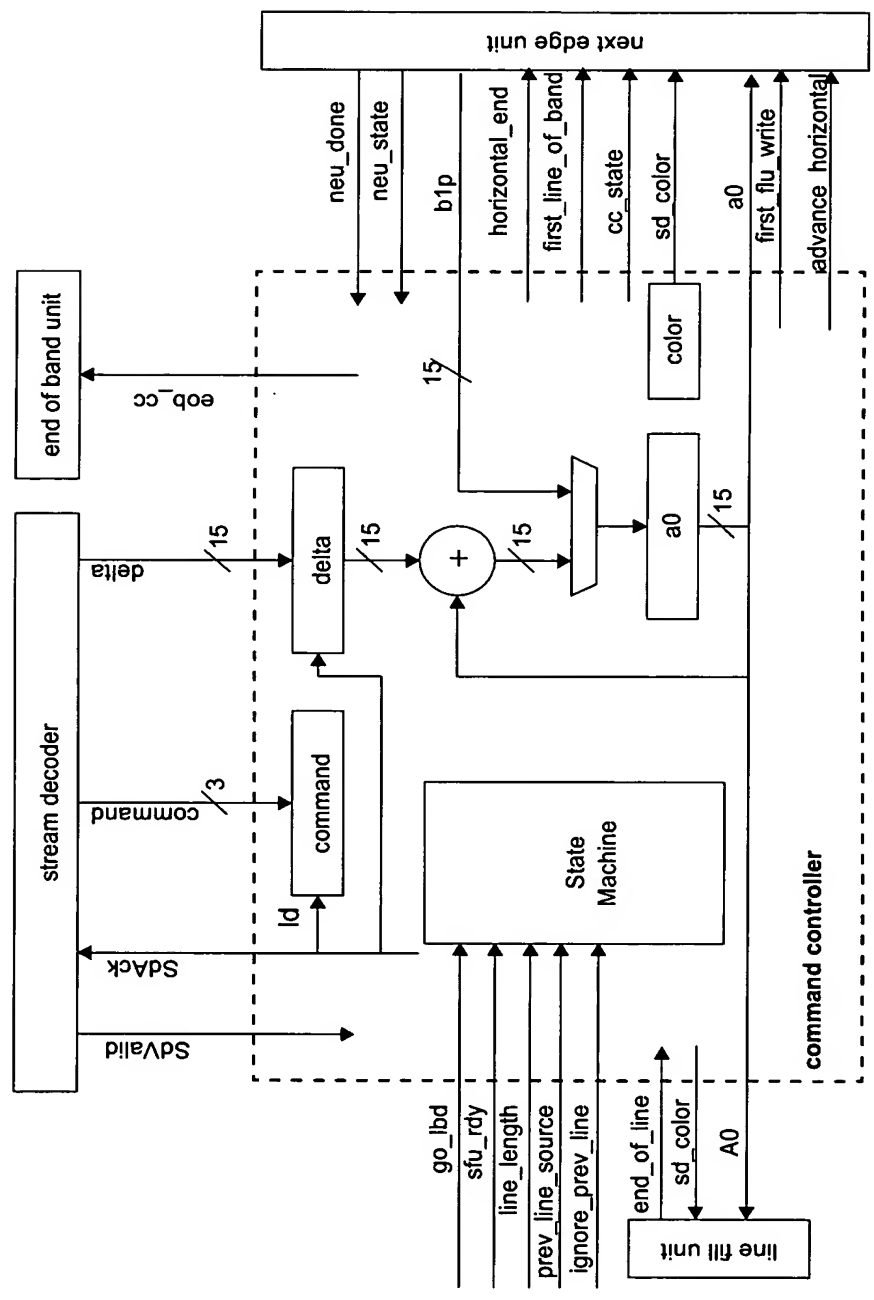 stream decoder
end of band unit
SdValid
SdAck
command
3
delta
15
eob_cc
neu_done
neu_state
b1p
15
horizontal_end
first_line_of_band
cc_state
sd_color
a0
first_flu_write
advance_horizontal
next edge unit
ld
command
delta
15
+
15
a0
15
color
State
Machine
go_lbd
sfu_rdy
line_length
prev_line_source
ignore_prev_line
end_of_line
sd_color
A0
line fill unit
command controller